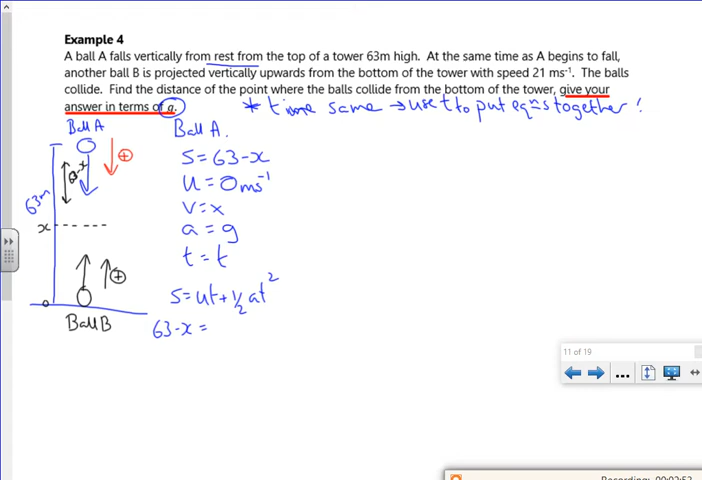 Example 4
A ball A falls vertically from rest from the top of a tower 63m high. At the same time as A begins to fall,
another ball B is projected vertically upwards from the bottom of the tower with speed 21 ms⁻¹. The balls
collide. Find the distance of the point where the balls collide from the bottom of the tower, give your
answer in terms of g.
* time same → use t to put eqns together!
Ball A
Ball A.
S = 63-x
u = 0ms⁻¹
v = x
a = g
t = t
S = ut + ½at²
63-x =
63-x
63m
x
0
Ball B
11 of 19
...